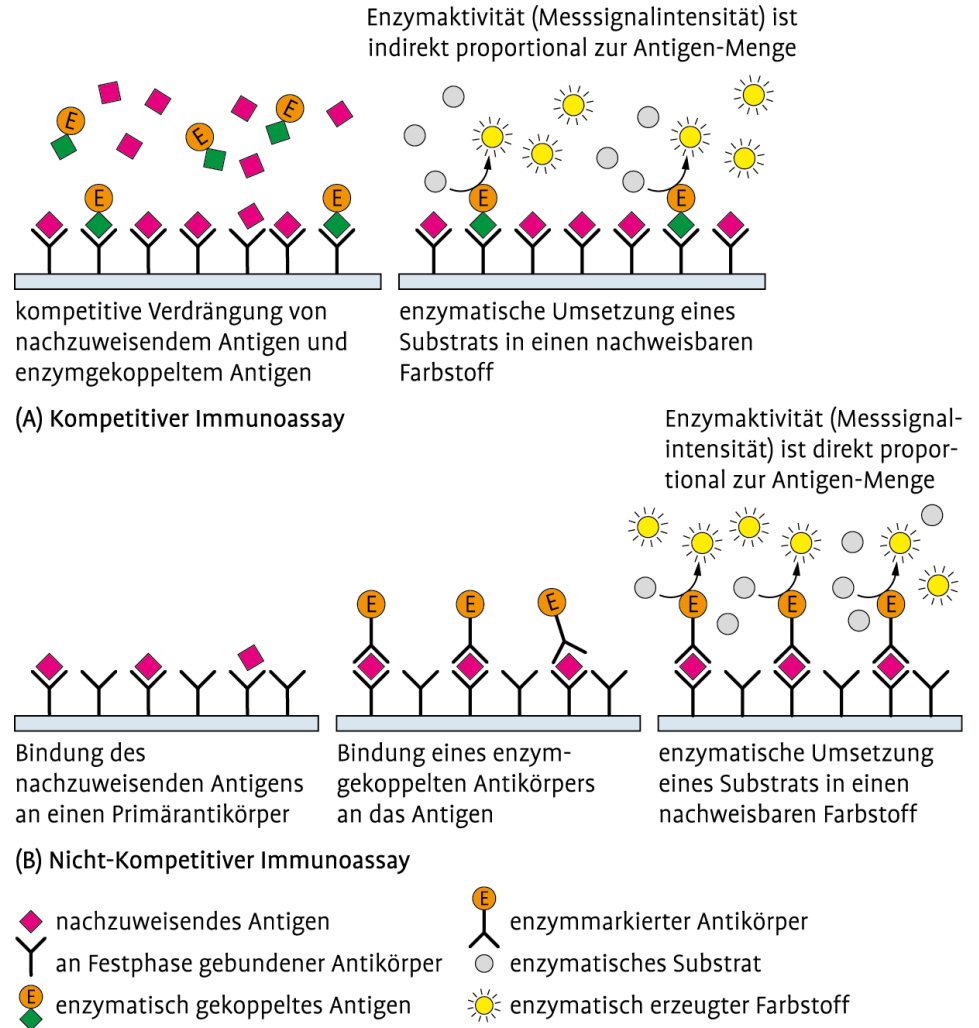 Enzymaktivität (Messsignalintensität) ist
indirekt proportional zur Antigen-Menge
E
E
E
E
E
E
E
kompetitive Verdrängung von
nachzuweisendem Antigen und
enzymgekoppeltem Antigen
enzymatische Umsetzung eines
Substrats in einen nachweisbaren
Farbstoff
(A) Kompetitiver Immunoassay
Enzymaktivität (Messsignal-
intensität) ist direkt propor-
tional zur Antigen-Menge
E
E
E
E
E
E
Bindung des
nachzuweisenden Antigens
an einen Primärantikörper
Bindung eines enzym-
gekoppelten Antikörpers
an das Antigen
enzymatische Umsetzung
eines Substrats in einen
nachweisbaren Farbstoff
(B) Nicht-Kompetitiver Immunoassay
nachzuweisendes Antigen
an Festphase gebundener Antikörper
E enzymatisch gekoppeltes Antigen
E enzymmarkierter Antikörper
enzymatisches Substrat
enzymatisch erzeugter Farbstoff